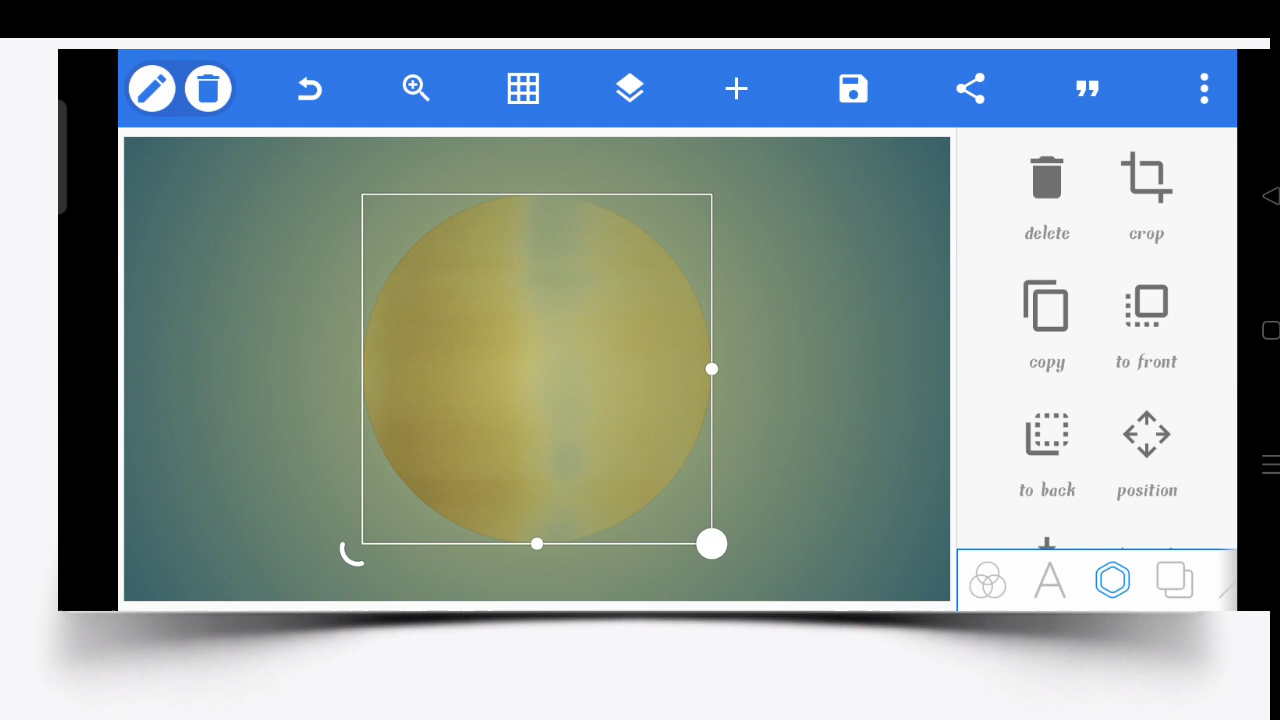 delete
crop
copy
to front
to back
position